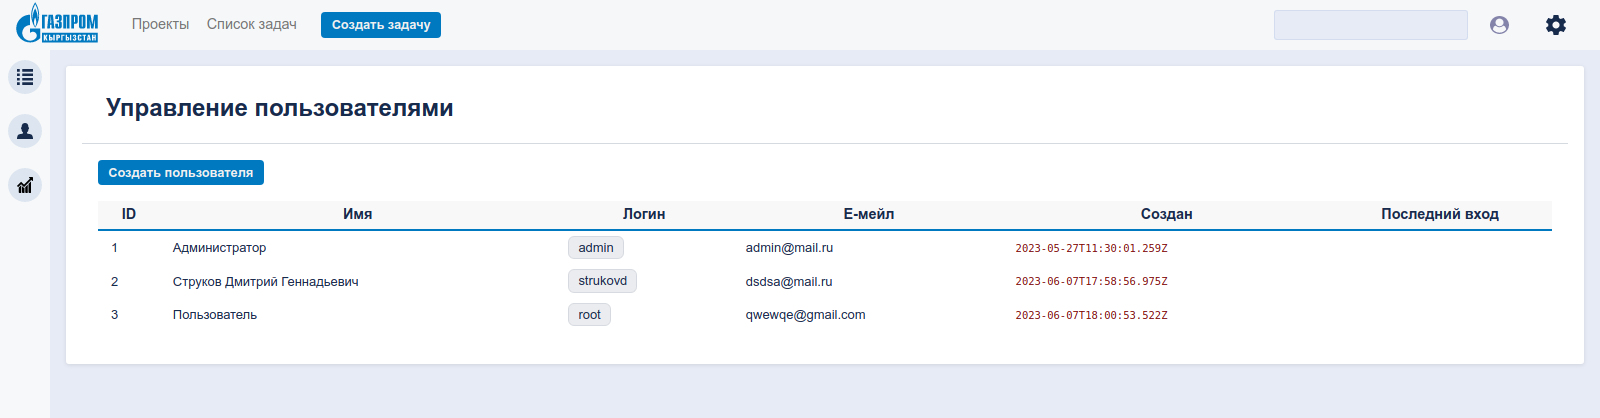 ГАЗПРОМ
КЫРГЫЗСТАН
Проекты Список задач Создать задачу
Управление пользователями
Создать пользователя
ID Имя Логин Е-мейл Создан Последний вход
1 Администратор admin admin@mail.ru 2023-05-27T11:30:01.259Z
2 Струков Дмитрий Геннадьевич strukovd dsdsa@mail.ru 2023-06-07T17:58:56.975Z
3 Пользователь root qwewqe@gmail.com 2023-06-07T18:00:53.522Z